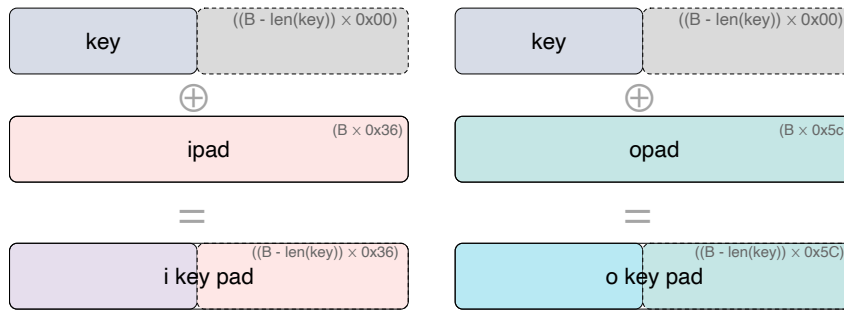 ((B - len(key)) × 0x00)
key
⊕
(B × 0x36)
ipad
=
((B - len(key)) × 0x36)
i key pad
((B - len(key)) × 0x00)
key
⊕
(B × 0x5c
opad
=
((B - len(key)) × 0x5C)
o key pad